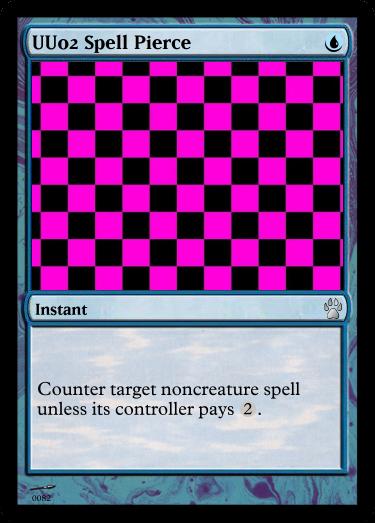 UU02 Spell Pierce
Instant
Counter target noncreature spell
unless its controller pays 2.
0082